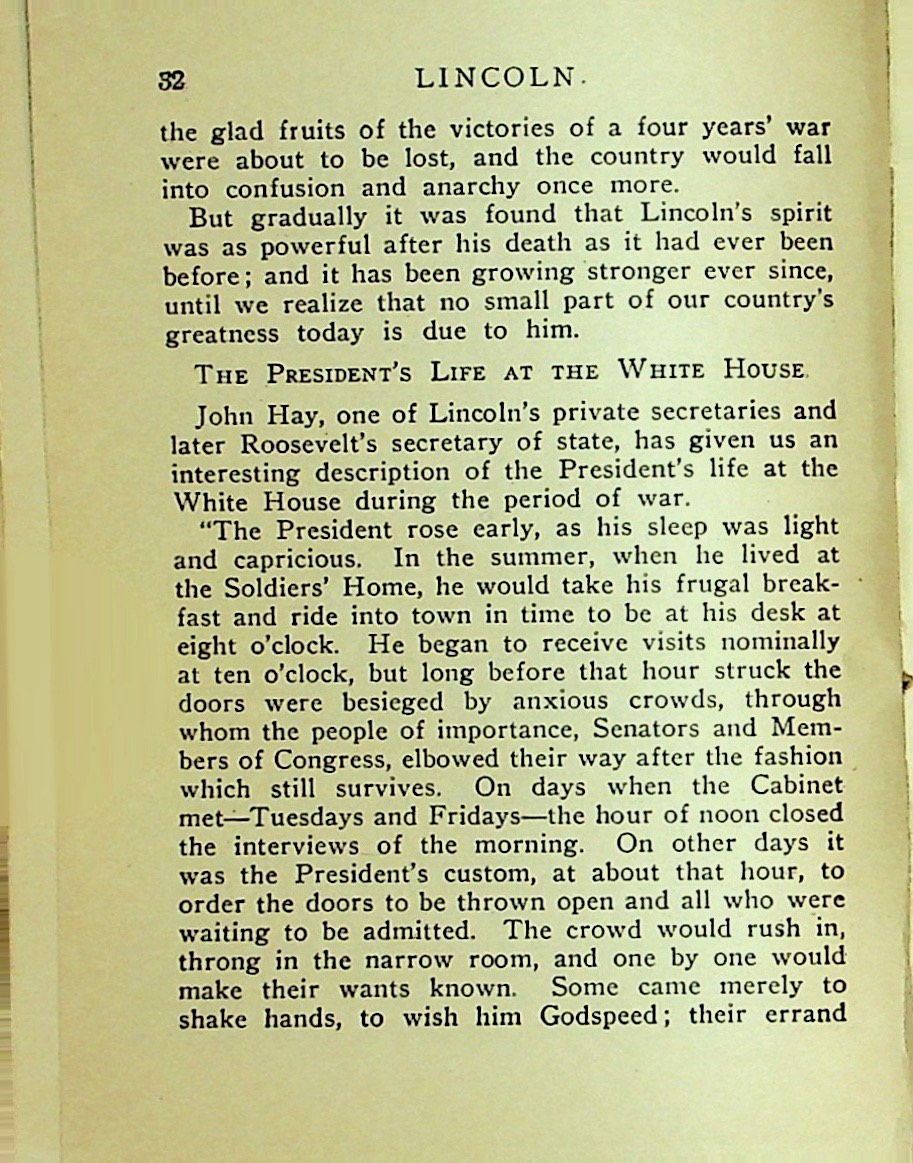 32 LINCOLN.
the glad fruits of the victories of a four years' war
were about to be lost, and the country would fall
into confusion and anarchy once more.
But gradually it was found that Lincoln's spirit
was as powerful after his death as it had ever been
before; and it has been growing stronger ever since,
until we realize that no small part of our country's
greatness today is due to him.
THE PRESIDENT'S LIFE AT THE WHITE HOUSE.
John Hay, one of Lincoln's private secretaries and
later Roosevelt's secretary of state, has given us an
interesting description of the President's life at the
White House during the period of war.
“The President rose early, as his sleep was light
and capricious. In the summer, when he lived at
the Soldiers' Home, he would take his frugal break-
fast and ride into town in time to be at his desk at
eight o'clock. He began to receive visits nominally
at ten o'clock, but long before that hour struck the
doors were besieged by anxious crowds, through
whom the people of importance, Senators and Mem-
bers of Congress, elbowed their way after the fashion
which still survives. On days when the Cabinet
met—Tuesdays and Fridays—the hour of noon closed
the interviews of the morning. On other days it
was the President's custom, at about that hour, to
order the doors to be thrown open and all who were
waiting to be admitted. The crowd would rush in,
throng in the narrow room, and one by one would
make their wants known. Some came merely to
shake hands, to wish him Godspeed; their errand